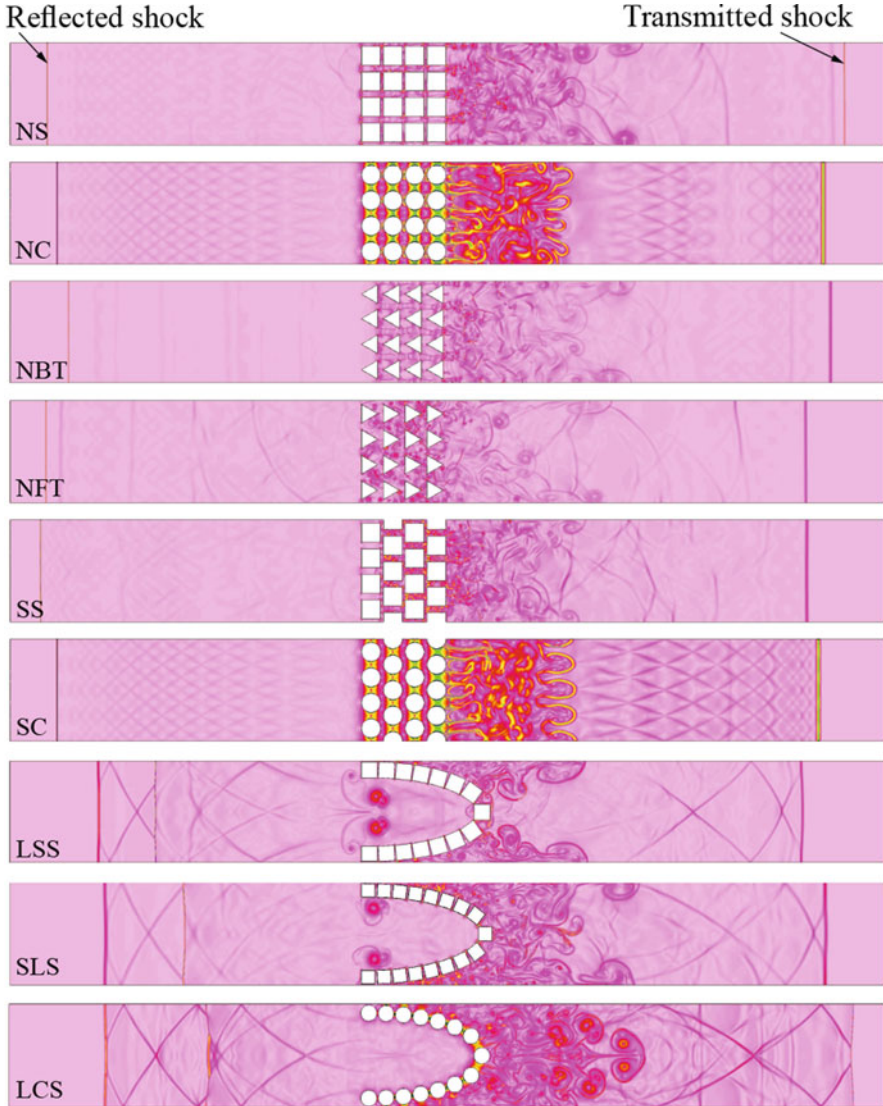 Reflected shock
Transmitted shock
NS
NC
NBT
NFT
SS
SC
LSS
SLS
LCS